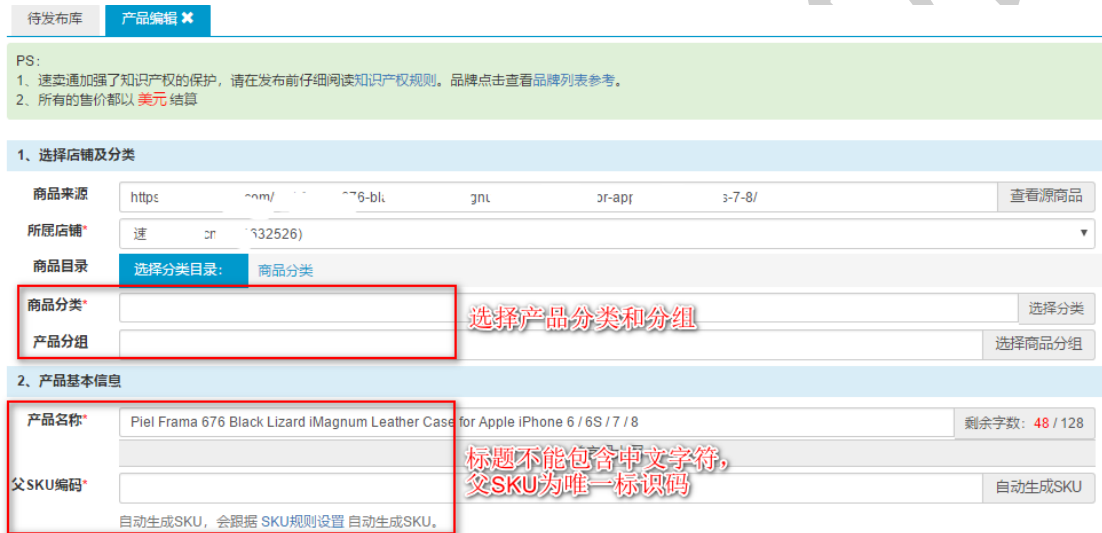 待发布库 产品编辑 ✖
PS:
1、速卖通加强了知识产权的保护，请在发布前仔细阅读知识产权规则。品牌点击查看品牌列表参考。
2、所有的售价都以 美元 结算
1、选择店铺及分类
商品来源 https com/ 676-bl s-7-8/ 查看源商品
所属店铺* 速 cn 632526)
商品目录 选择分类目录： 商品分类
商品分类* 选择分类
选择产品分类和分组
产品分组 选择商品分组
2、产品基本信息
产品名称* Piel Frama 676 Black Lizard iMagnum Leather Case for Apple iPhone 6 / 6S / 7 / 8 剩余字数：48 / 128
标题不能包含中文字符，
父SKU为唯一标识码
父SKU编码* 自动生成SKU
自动生成SKU，会跟据 SKU规则设置 自动生成SKU。